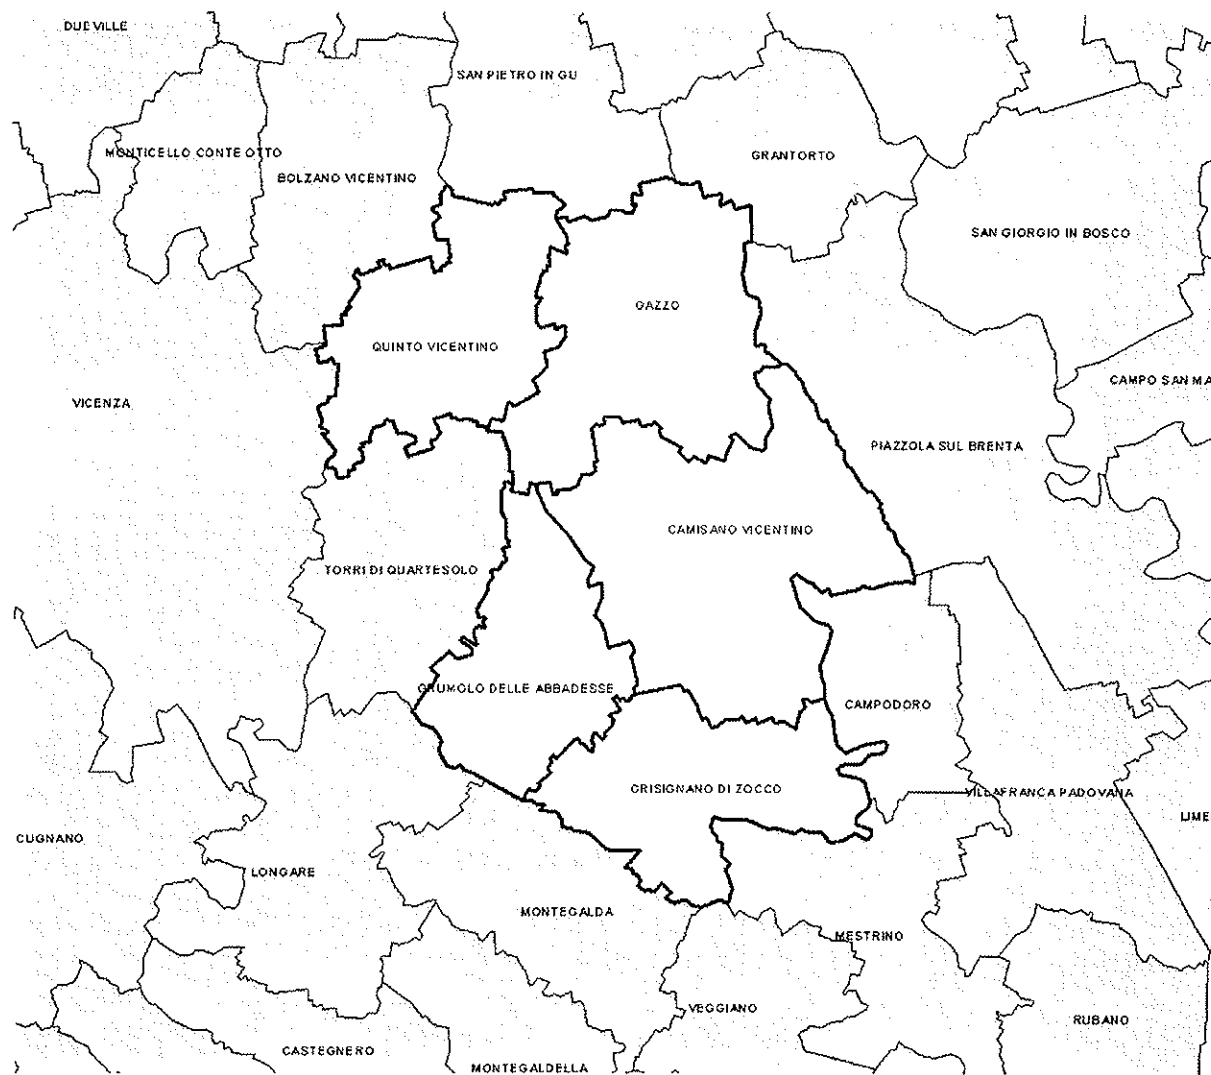 DUEVILLE
SAN PIETRO IN GU
MONTICELLO CONTE OTTO
GRANTORTO
BOLZANO VICENTINO
SAN GIORGIO IN BOSCO
GAZZO
QUINTO VICENTINO
CAMPO SAN MA
VICENZA
PIAZZOLA SUL BRENTA
CAMISANO VICENTINO
TORRI DI QUARTESOLO
GRUMOLO DELLE ABBADESSE
CAMPODORO
GRISIGNANO DI ZOCCO
VILLAFRANCA PADOVANA
LIME
CUGNANO
LONGARE
MONTEGALDA
MESTRINO
VEGGIANO
RUBANO
CASTEGNERO
MONTEGALDELLA